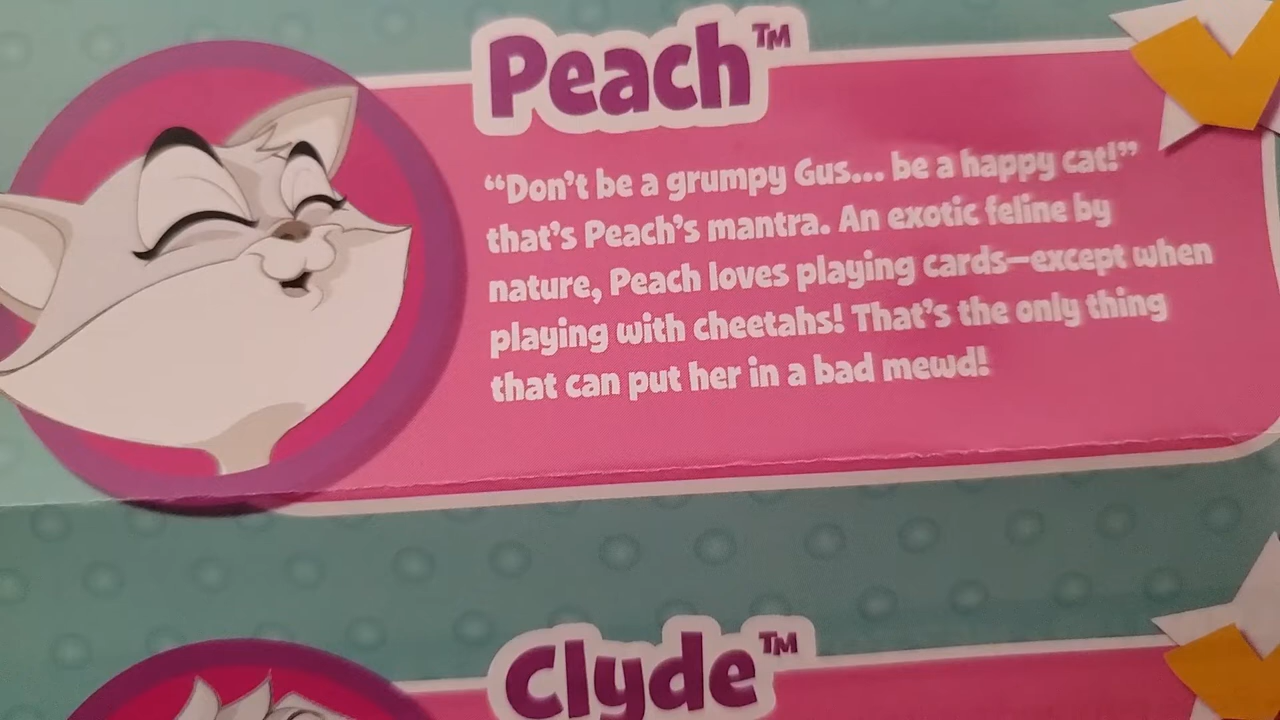 Peach™
“Don’t be a grumpy Gus... be a happy cat!”
that’s Peach’s mantra. An exotic feline by
nature, Peach loves playing cards—except when
playing with cheetahs! That’s the only thing
that can put her in a bad mewd!
Clyde™